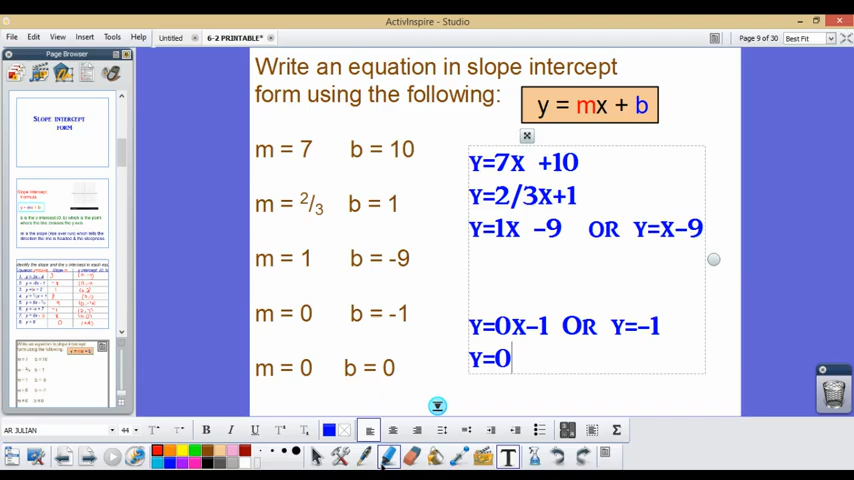 ActivInspire - Studio
File Edit View Insert Tools Help
Untitled 6-2 PRINTABLE* Page 9 of 30 Best Fit
Page Browser
SLOPE INTERCEPT
FORM
Write an equation in slope intercept
form using the following:
y = mx + b
m = 7 b = 10
m = 2/3 b = 1
m = 1 b = -9
m = 0 b = -1
m = 0 b = 0
Y=7X +10
Y=2/3X+1
Y=1X -9 OR Y=X-9
Y=0X-1 OR Y=-1
Y=0
AR JULIAN 44 B I U Σ